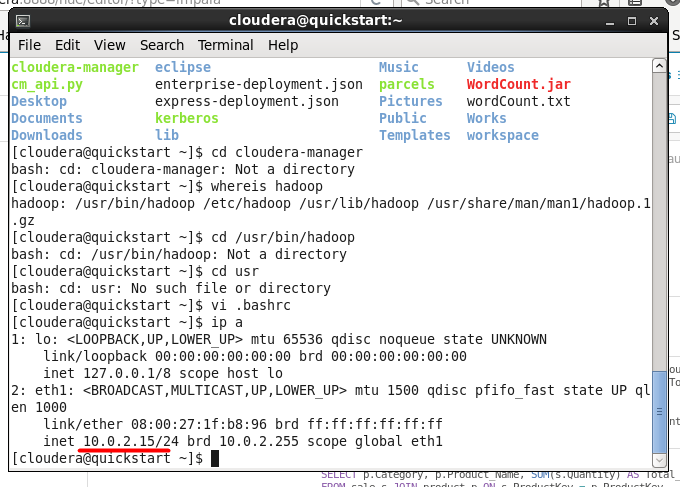 era:8888/hue/editor/?type=impala
Search
cloudera@quickstart:~
File Edit View Search Terminal Help
cloudera-manager eclipse Music Videos
cm_api.py enterprise-deployment.json parcels WordCount.jar
Desktop express-deployment.json Pictures wordCount.txt
Documents kerberos Public Works
Downloads lib Templates workspace
[cloudera@quickstart ~]$ cd cloudera-manager
bash: cd: cloudera-manager: Not a directory
[cloudera@quickstart ~]$ whereis hadoop
hadoop: /usr/bin/hadoop /etc/hadoop /usr/lib/hadoop /usr/share/man/man1/hadoop.1
.gz
[cloudera@quickstart ~]$ cd /usr/bin/hadoop
bash: cd: /usr/bin/hadoop: Not a directory
[cloudera@quickstart ~]$ cd usr
bash: cd: usr: No such file or directory
[cloudera@quickstart ~]$ vi .bashrc
[cloudera@quickstart ~]$ ip a
1: lo: <LOOPBACK,UP,LOWER_UP> mtu 65536 qdisc noqueue state UNKNOWN
link/loopback 00:00:00:00:00:00 brd 00:00:00:00:00:00
inet 127.0.0.1/8 scope host lo
2: eth1: <BROADCAST,MULTICAST,UP,LOWER_UP> mtu 1500 qdisc pfifo_fast state UP ql
en 1000
link/ether 08:00:27:1f:b8:96 brd ff:ff:ff:ff:ff:ff
inet 10.0.2.15/24 brd 10.0.2.255 scope global eth1
[cloudera@quickstart ~]$
SELECT p.Category, p.Product_Name, SUM(s.Quantity) AS Total_
FROM sale s JOIN product p ON s.ProductKey = p.ProductKey